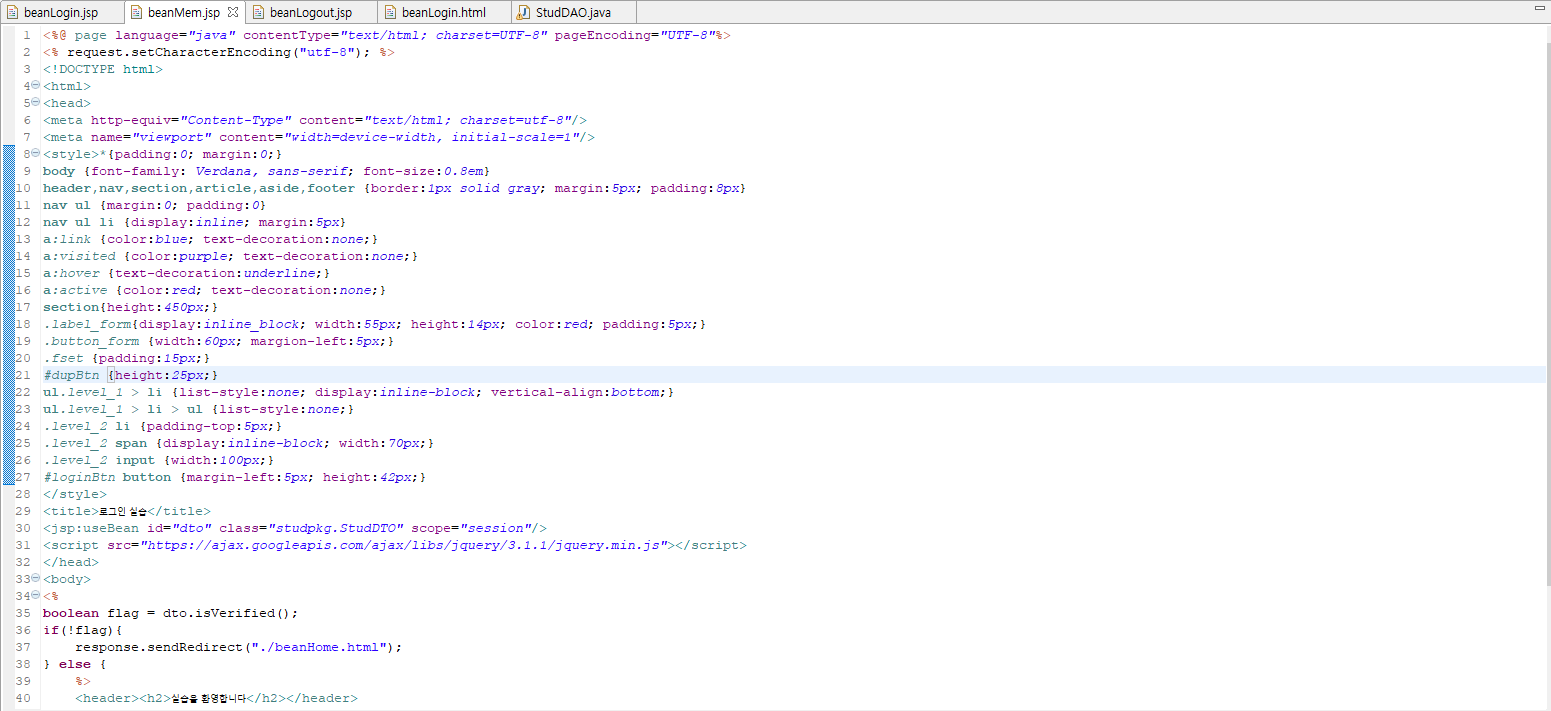 beanLogin.jsp beanMem.jsp beanLogout.jsp beanLogin.html StudDAO.java
1 <%@ page language="java" contentType="text/html; charset=UTF-8" pageEncoding="UTF-8"%>
2 <% request.setCharacterEncoding("utf-8"); %>
3 <!DOCTYPE html>
4 <html>
5 <head>
6 <meta http-equiv="Content-Type" content="text/html; charset=utf-8"/>
7 <meta name="viewport" content="width=device-width, initial-scale=1"/>
8 <style>*{padding:0; margin:0;}
9 body {font-family: Verdana, sans-serif; font-size:0.8em}
10 header,nav,section,article,aside,footer {border:1px solid gray; margin:5px; padding:8px}
11 nav ul {margin:0; padding:0}
12 nav ul li {display:inline; margin:5px}
13 a:link {color:blue; text-decoration:none;}
14 a:visited {color:purple; text-decoration:none;}
15 a:hover {text-decoration:underline;}
16 a:active {color:red; text-decoration:none;}
17 section{height:450px;}
18 .label_form{display:inline_block; width:55px; height:14px; color:red; padding:5px;}
19 .button_form {width:60px; margion-left:5px;}
20 .fset {padding:15px;}
21 #dupBtn {height:25px;}
22 ul.level_1 > li {list-style:none; display:inline-block; vertical-align:bottom;}
23 ul.level_1 > li > ul {list-style:none;}
24 .level_2 li {padding-top:5px;}
25 .level_2 span {display:inline-block; width:70px;}
26 .level_2 input {width:100px;}
27 #loginBtn button {margin-left:5px; height:42px;}
28 </style>
29 <title>로그인 실습</title>
30 <jsp:useBean id="dto" class="studpkg.StudDTO" scope="session"/>
31 <script src="https://ajax.googleapis.com/ajax/libs/jquery/3.1.1/jquery.min.js"></script>
32 </head>
33 <body>
34 <%
35 boolean flag = dto.isVerified();
36 if(!flag){
37 response.sendRedirect("./beanHome.html");
38 } else {
39 %>
40 <header><h2>실습을 환영합니다</h2></header>